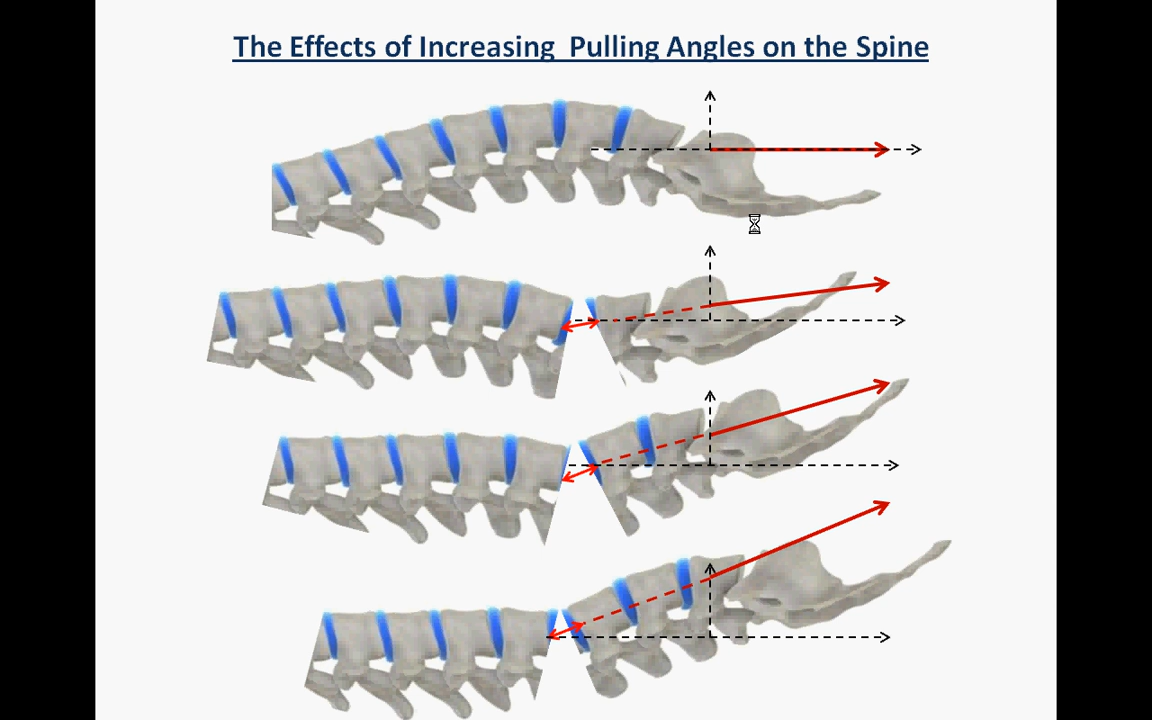 The Effects of Increasing  Pulling Angles on the Spine